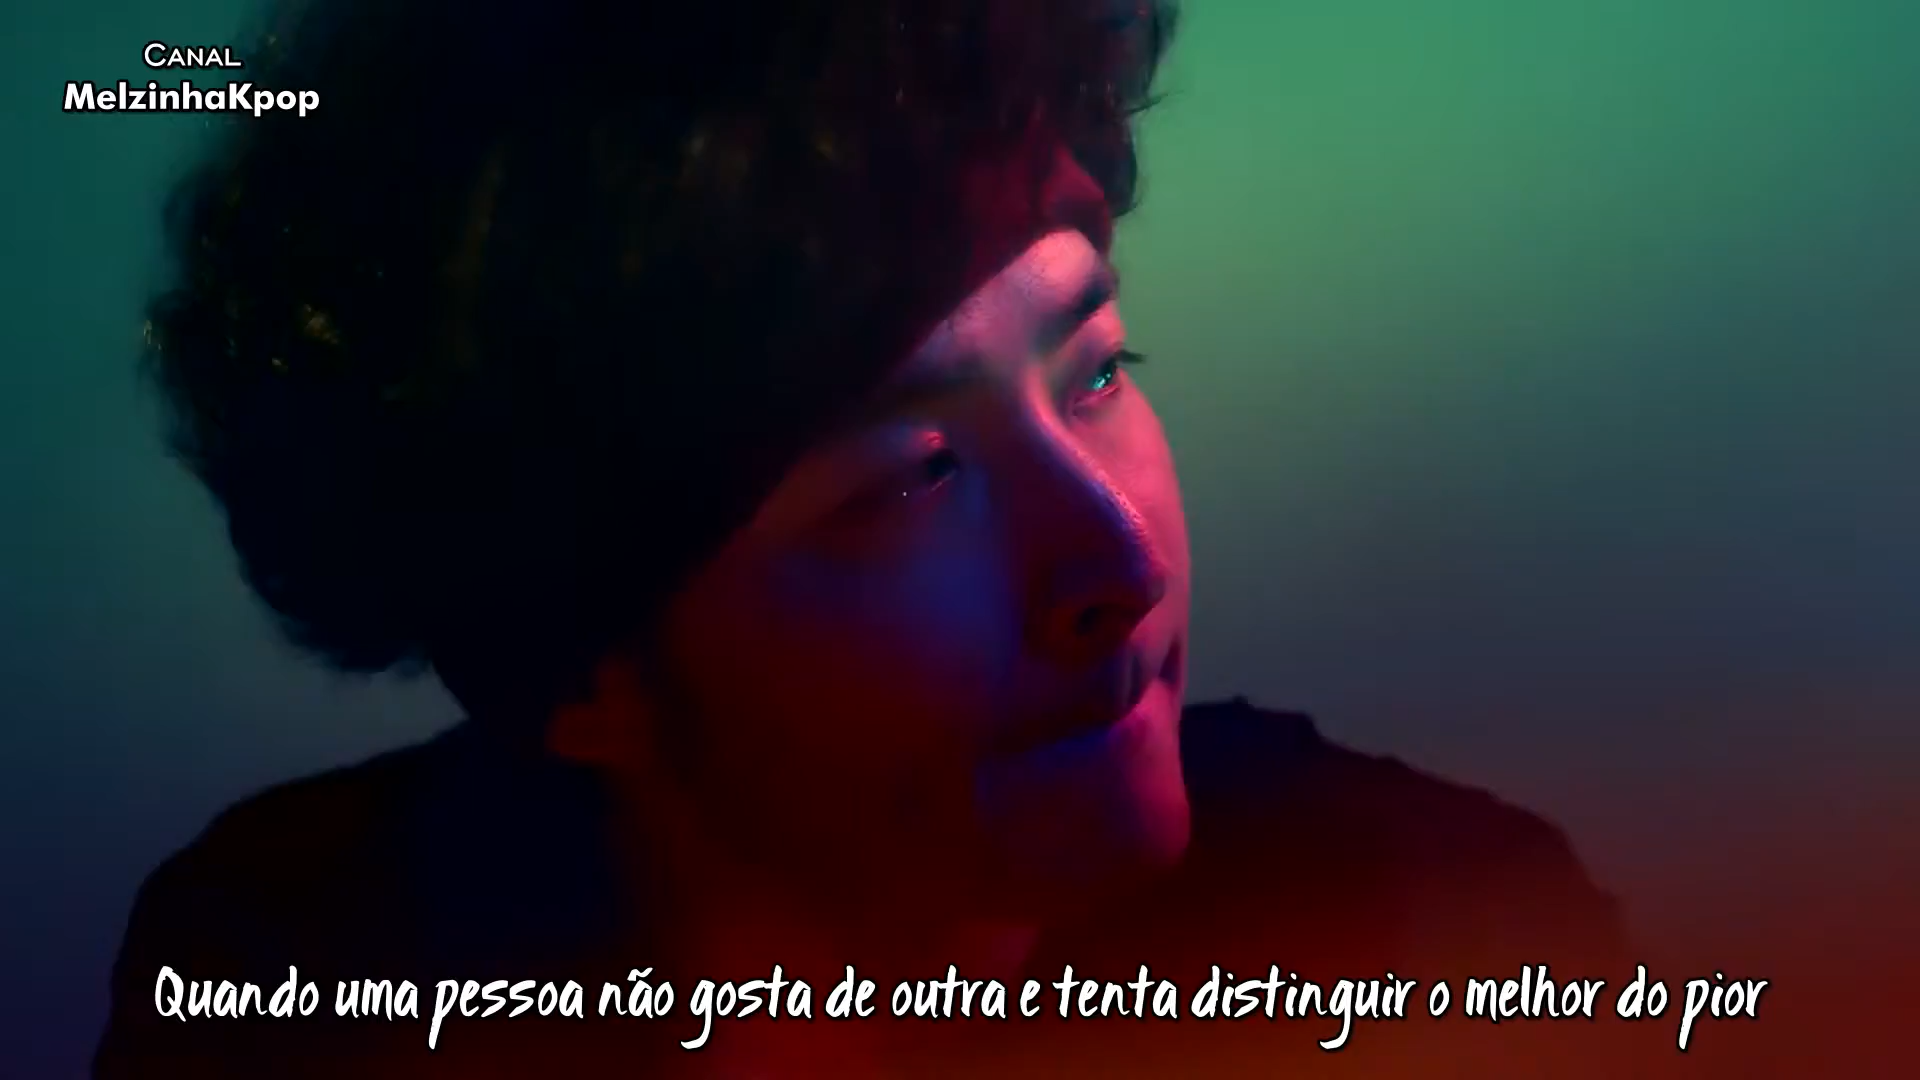 CANAL
MelzinhaKpop
Quando uma pessoa não gosta de outra e tenta distinguir o melhor do pior